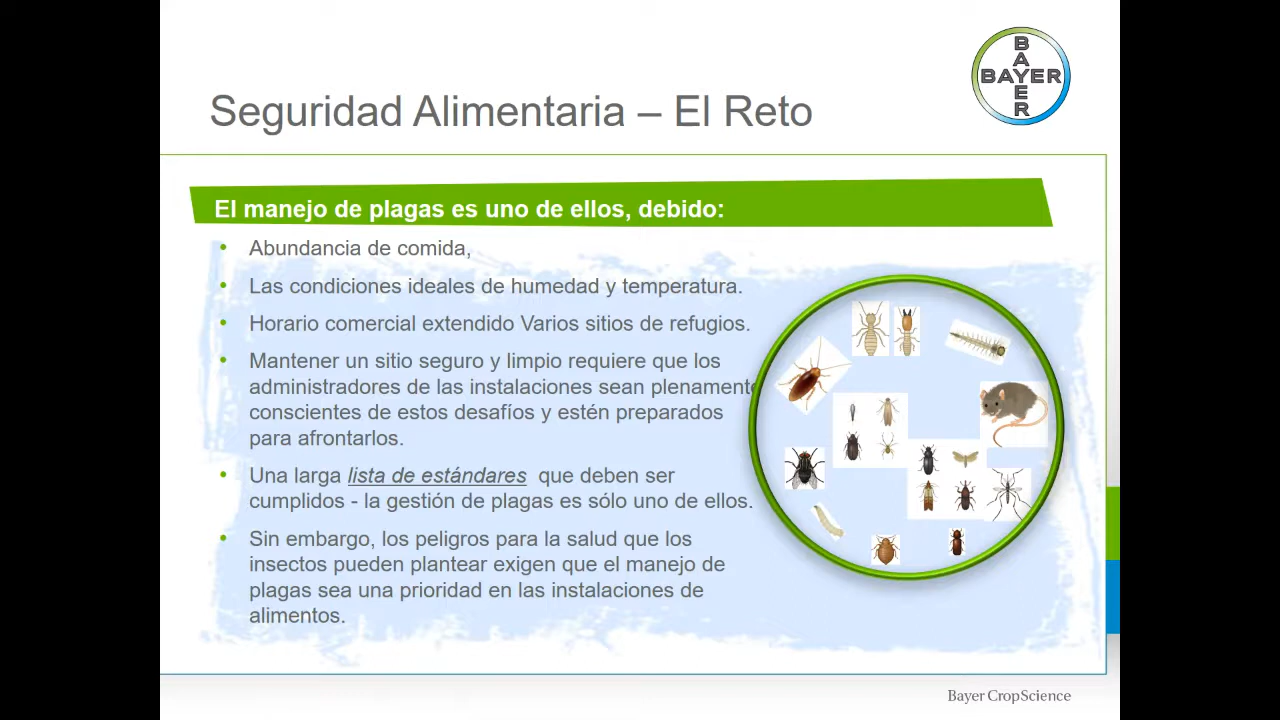 BAYER
BAYER
Seguridad Alimentaria – El Reto
El manejo de plagas es uno de ellos, debido:
• Abundancia de comida,
• Las condiciones ideales de humedad y temperatura.
• Horario comercial extendido Varios sitios de refugios.
• Mantener un sitio seguro y limpio requiere que los
administradores de las instalaciones sean plenamente
conscientes de estos desafíos y estén preparados
para afrontarlos.
• Una larga lista de estándares que deben ser
cumplidos - la gestión de plagas es sólo uno de ellos.
• Sin embargo, los peligros para la salud que los
insectos pueden plantear exigen que el manejo de
plagas sea una prioridad en las instalaciones de
alimentos.
Bayer CropScience